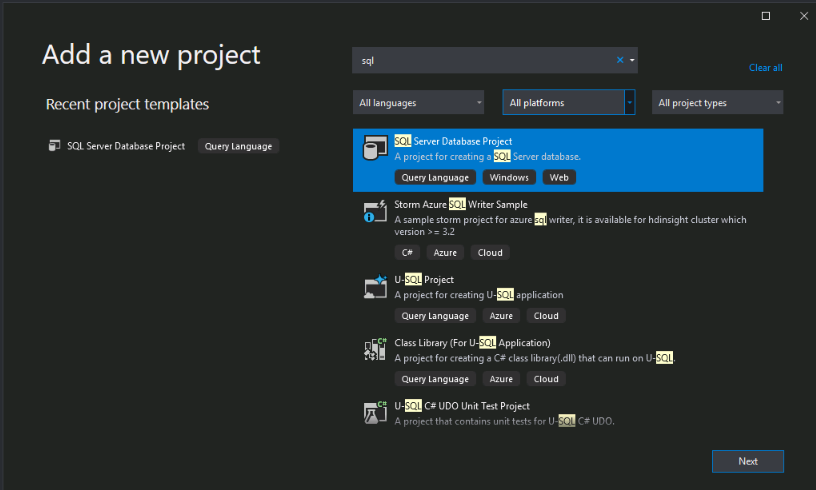 Add a new project
sql
Clear all
Recent project templates
All languages
All platforms
All project types
SQL Server Database Project
Query Language
SQL Server Database Project
A project for creating a SQL Server database.
Query Language Windows Web
Storm Azure SQL Writer Sample
A sample storm project for azure sql writer, it is available for hdinsight cluster which
version >= 3.2
C# Azure Cloud
U-SQL Project
A project for creating U-SQL application
Query Language Azure Cloud
Class Library (For U-SQL Application)
A project for creating a C# class library(.dll) that can run on U-SQL.
Query Language Azure Cloud
U-SQL C# UDO Unit Test Project
A project that contains unit tests for U-SQL C# UDO.
Next